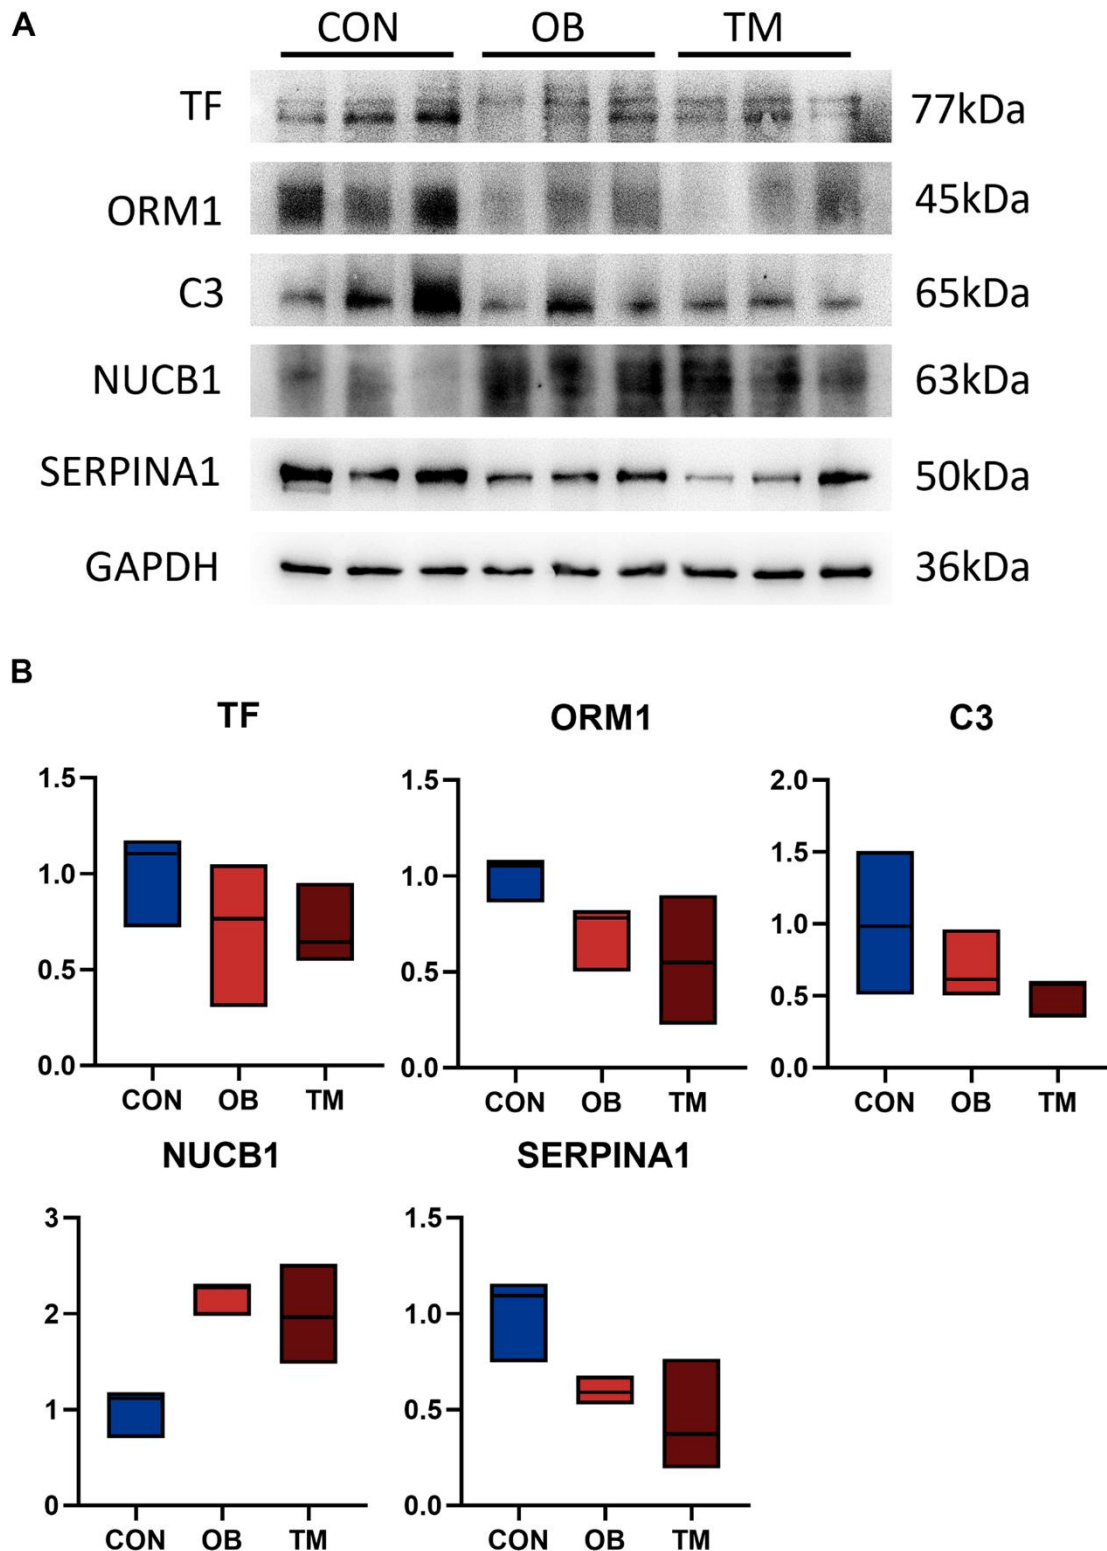 A
CON OB TM
TF 77kDa
ORM1 45kDa
C3 65kDa
NUCB1 63kDa
SERPINA1 50kDa
GAPDH 36kDa
B
TF ORM1 C3
1.5 1.5 2.0
1.5
1.0 1.0
1.0
0.5 0.5
0.5
0.0 0.0 0.0
CON OB TM CON OB TM CON OB TM
NUCB1 SERPINA1
3 1.5
2 1.0
1 0.5
0 0.0
CON OB TM CON OB TM